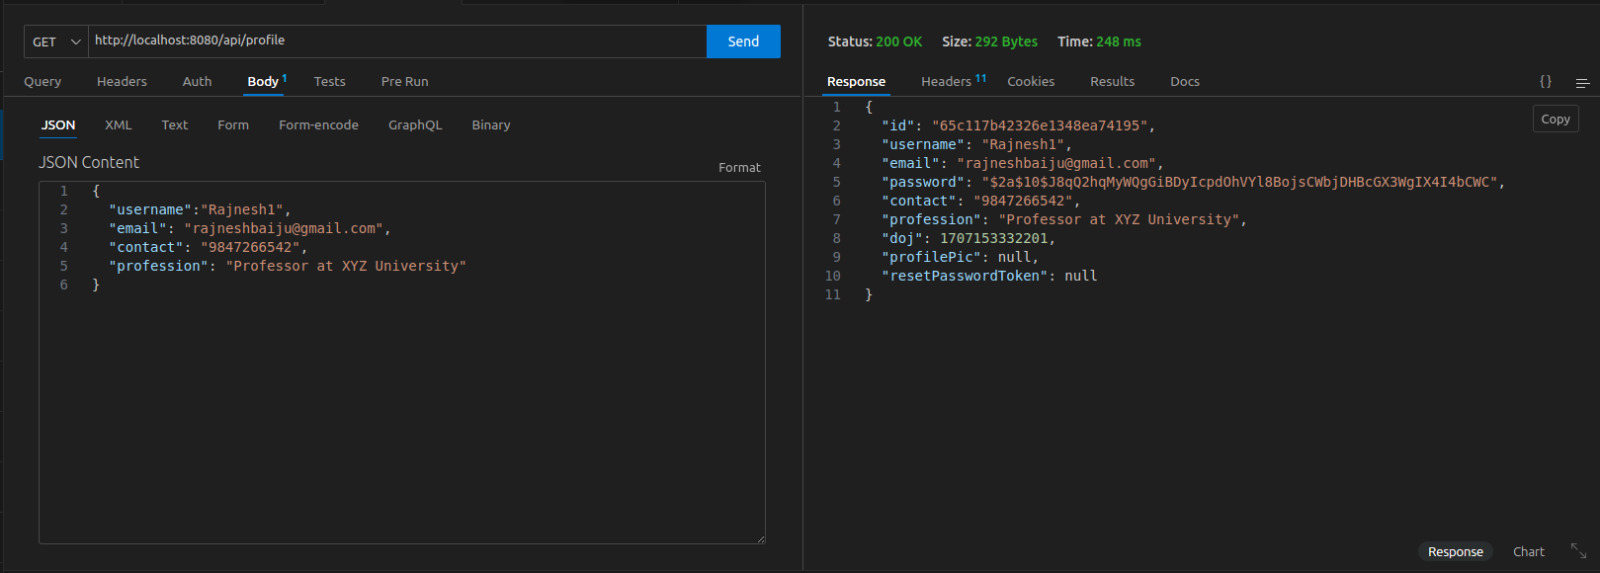 GET http://localhost:8080/api/profile Send
Query Headers Auth Body 1 Tests Pre Run
JSON XML Text Form Form-encode GraphQL Binary
JSON Content Format
1 {
2 "username":"Rajnesh1",
3 "email": "rajneshbaiju@gmail.com",
4 "contact": "9847266542",
5 "profession": "Professor at XYZ University"
6 }
Status: 200 OK Size: 292 Bytes Time: 248 ms
Response Headers 11 Cookies Results Docs { }
Copy
1 {
2 "id": "65c117b42326e1348ea74195",
3 "username": "Rajnesh1",
4 "email": "rajneshbaiju@gmail.com",
5 "password": "$2a$10$J8qQ2hqMyWQgGiBDyIcpdOhVYl8BojsCWbjDHBcGX3WgIX4I4bCWC",
6 "contact": "9847266542",
7 "profession": "Professor at XYZ University",
8 "doj": 1707153332201,
9 "profilePic": null,
10 "resetPasswordToken": null
11 }
Response Chart